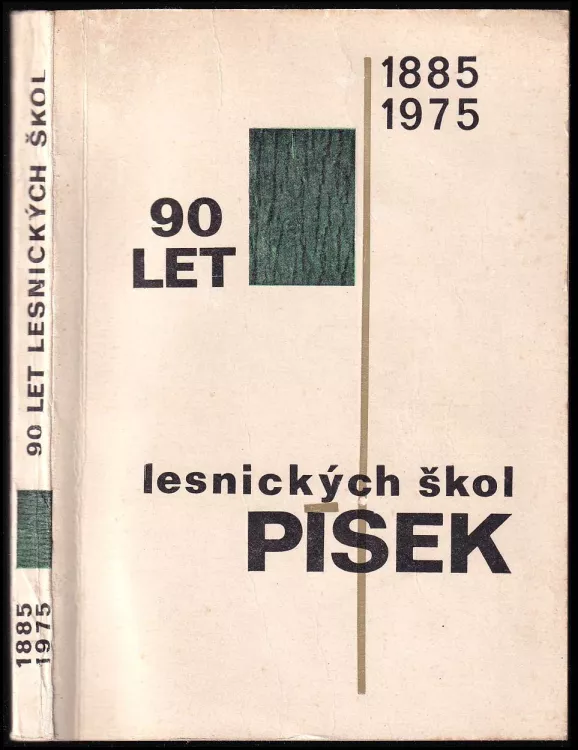 1885
1975
90
LET
lesnických škol
PÍSEK
90 LET LESNICKÝCH ŠKOL
1885
1975